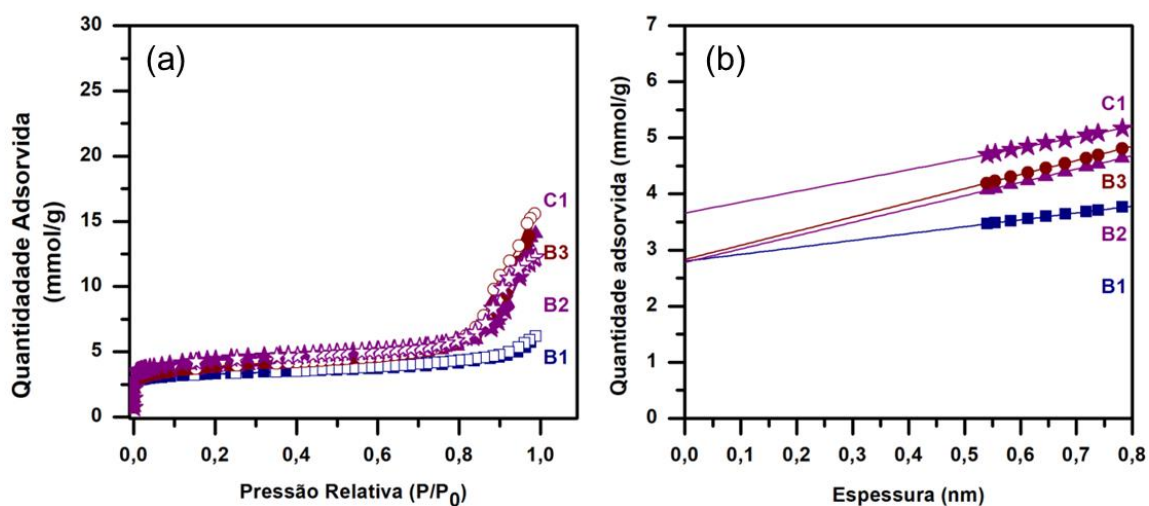 (a)
30
25
20
15
10
5
0
Quantidadade Adsorvida
(mmol/g)
C1
B3
B2
B1
0,0 0,2 0,4 0,6 0,8 1,0
Pressão Relativa (P/P0)
(b)
7
6
5
4
3
2
1
0
Quantidade adsorvida (mmol/g)
C1
B3
B2
B1
0,0 0,1 0,2 0,3 0,4 0,5 0,6 0,7 0,8
Espessura (nm)